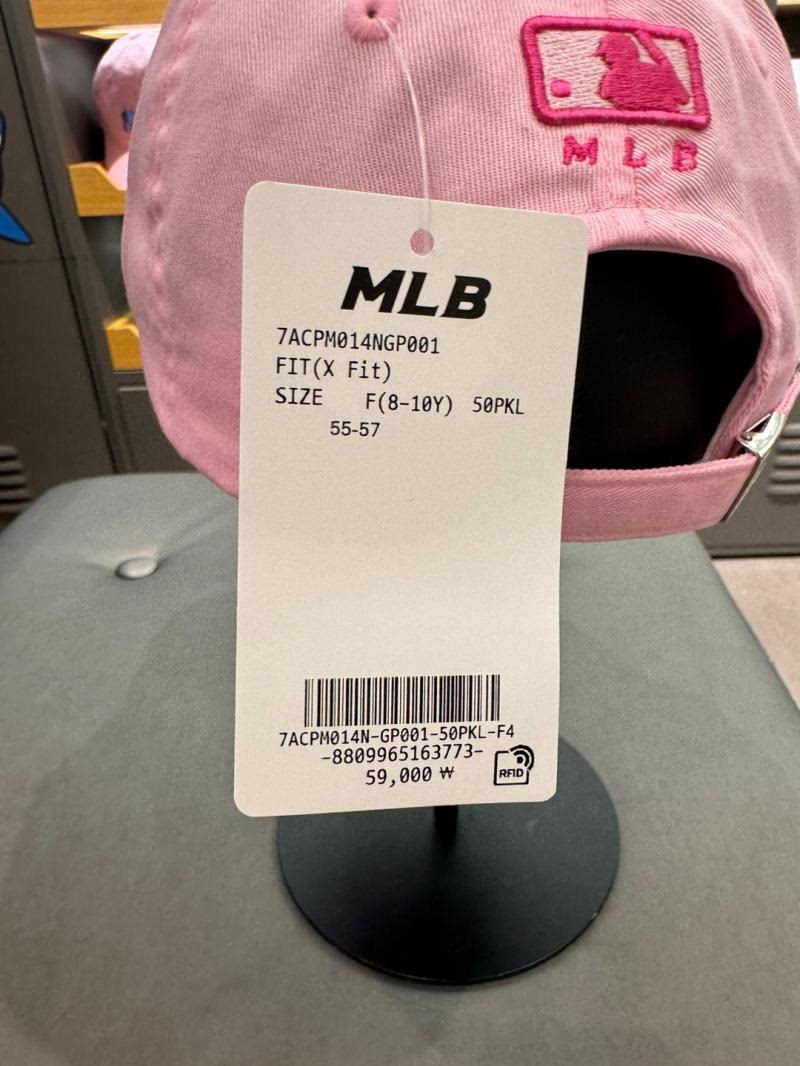 MLB
MLB
7ACPM014NGP001
FIT(X Fit)
SIZE F(8-10Y) 50PKL
55-57
7ACPM014N-GP001-50PKL-F4
-8809965163773-
59,000 ₩
RFID